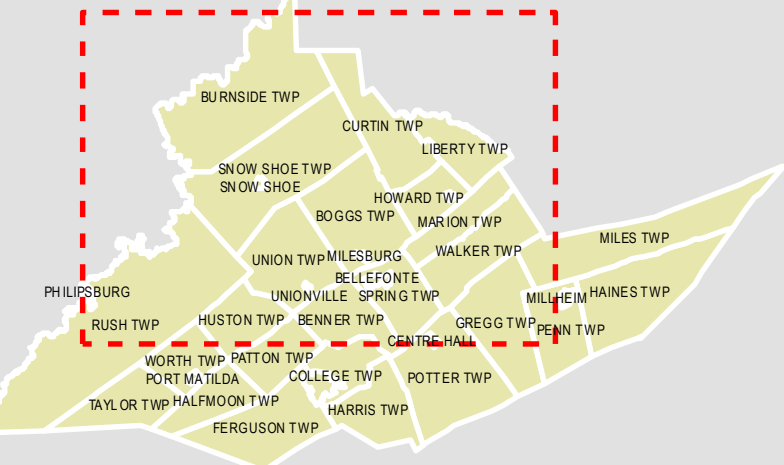 BURNSIDE TWP
CURTIN TWP
LIBERTY TWP
SNOW SHOE TWP
SNOW SHOE
HOWARD TWP
BOGGS TWP
MARION TWP
MILES TWP
WALKER TWP
UNION TWP
MILESBURG
BELLEFONTE
PHILIPSBURG
UNIONVILLE
SPRING TWP
MILLHEIM
HAINES TWP
RUSH TWP
HUSTON TWP
BENNER TWP
GREGG TWP
PENN TWP
CENTRE HALL
WORTH TWP
PATTON TWP
PORT MATILDA
COLLEGE TWP
POTTER TWP
TAYLOR TWP
HALFMOON TWP
HARRIS TWP
FERGUSON TWP